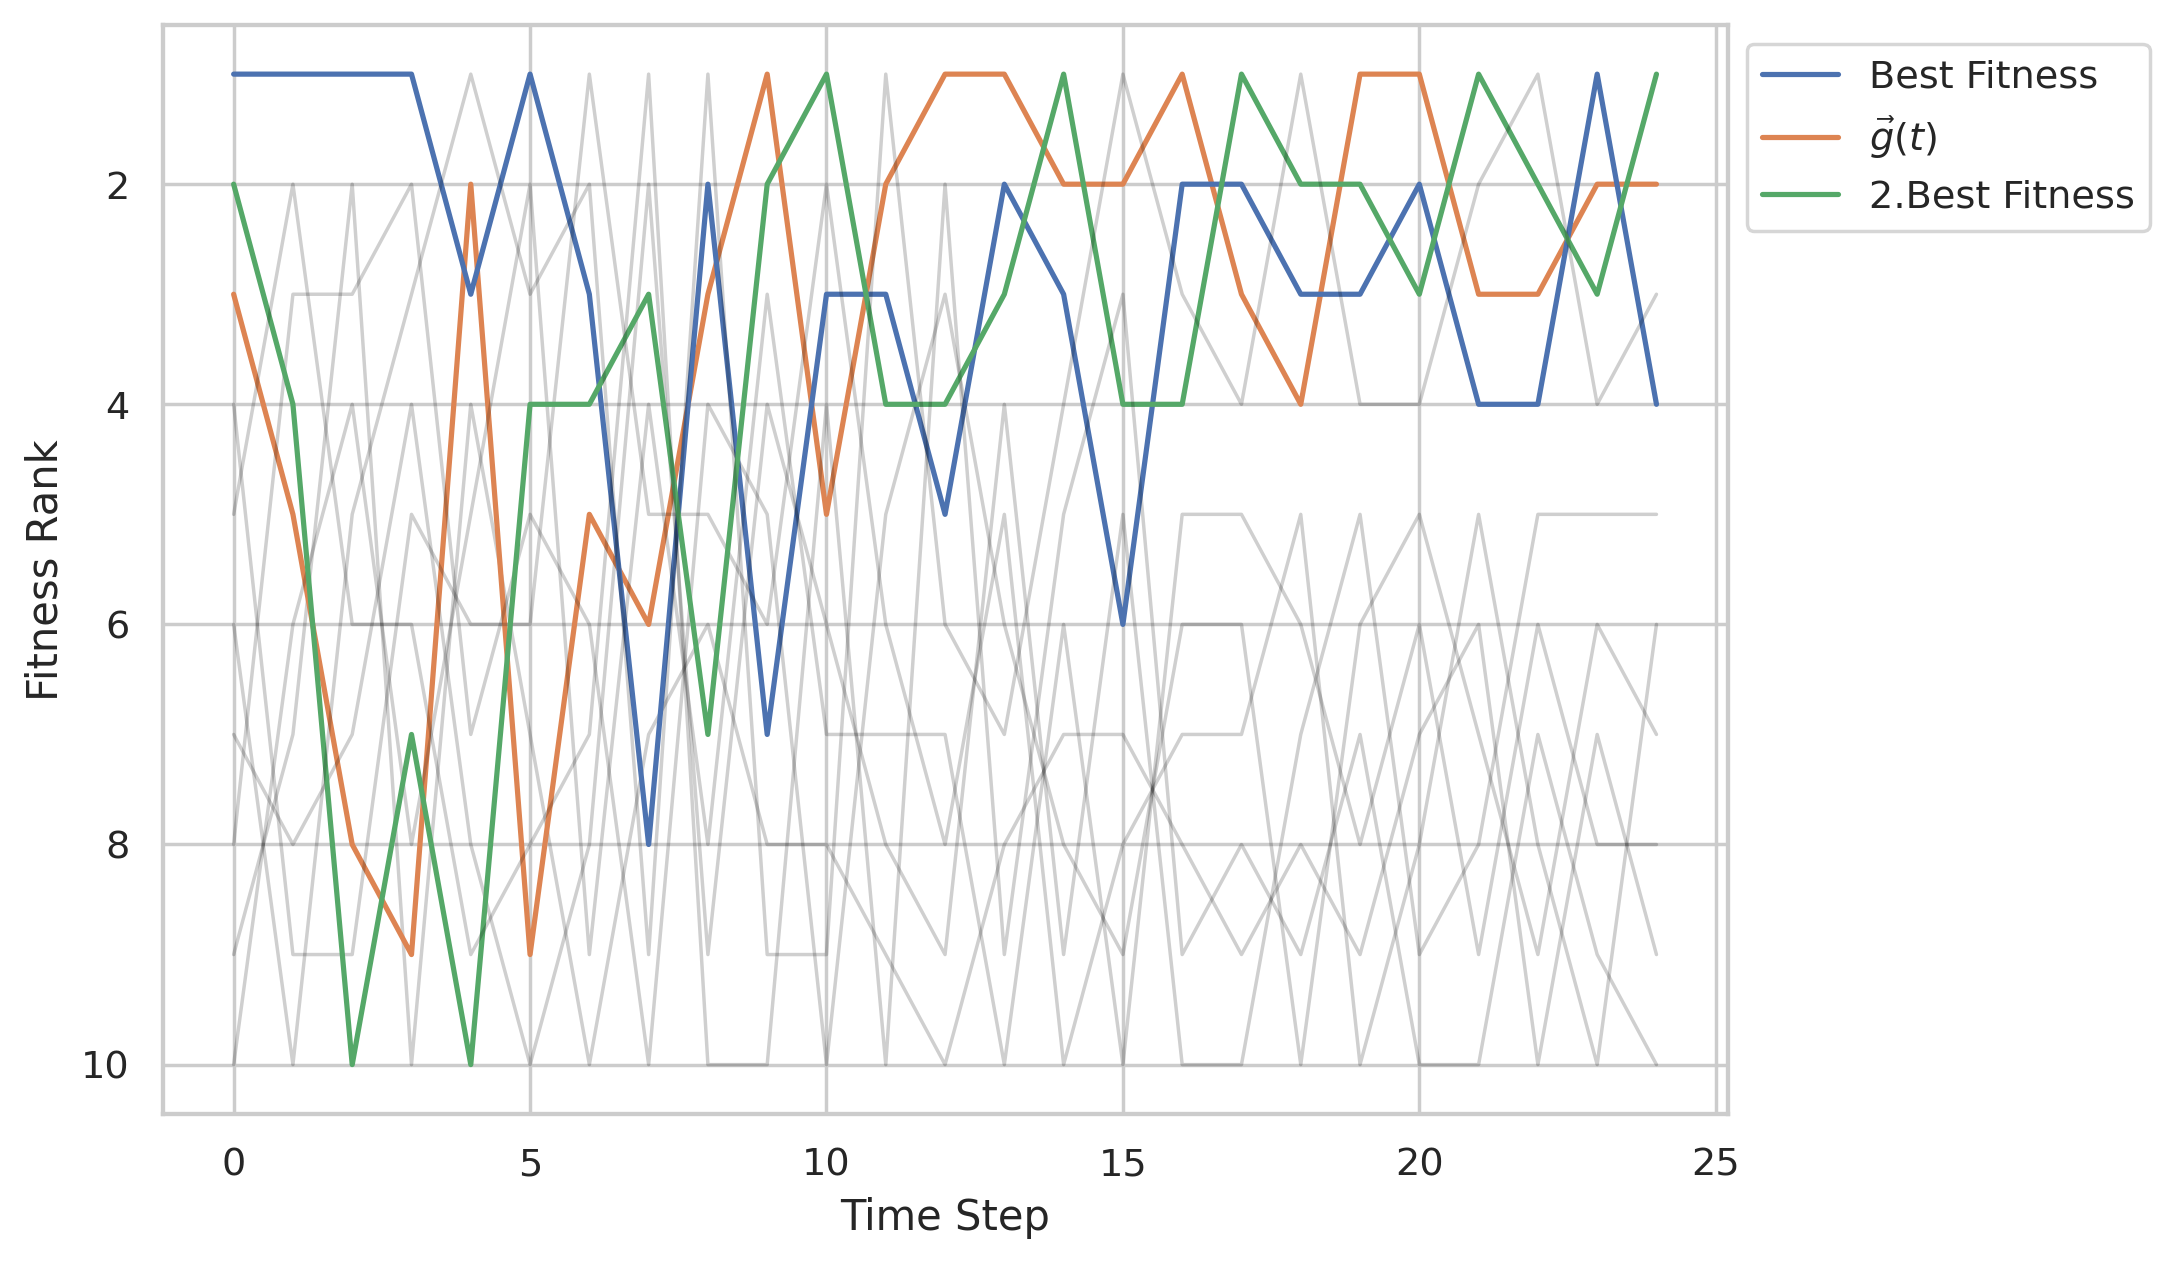 Best Fitness
g⃗(t)
2.Best Fitness
Fitness Rank
2
4
6
8
10
0 5 10 15 20 25
Time Step